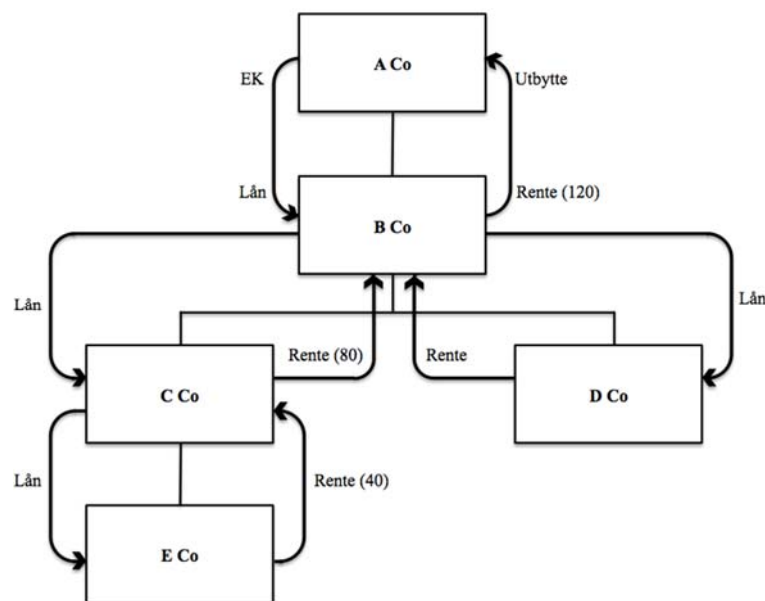 A Co
EK
Utbytte
Lån
Rente (120)
B Co
Lån
Lån
Rente (80)
Rente
C Co
D Co
Lån
Rente (40)
E Co